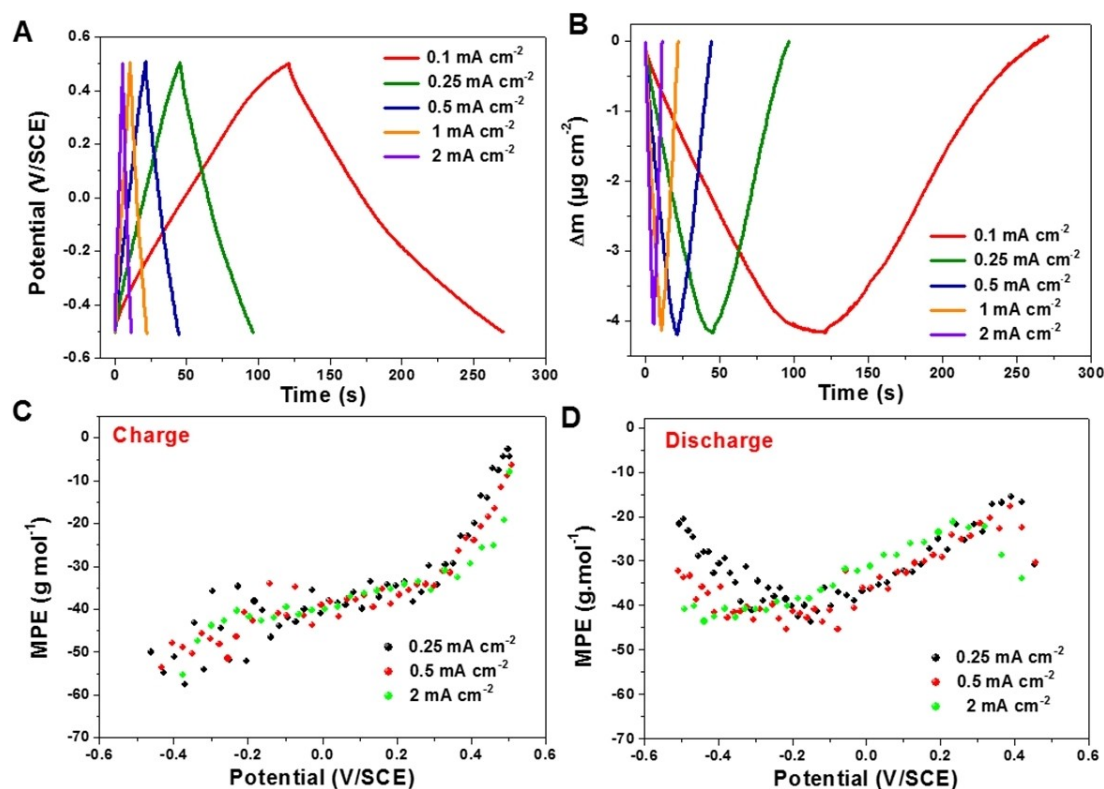 A
0.6
0.4
0.2
0.0
-0.2
-0.4
-0.6
Potential (V/SCE)
0.1 mA cm⁻²
0.25 mA cm⁻²
0.5 mA cm⁻²
1 mA cm⁻²
2 mA cm⁻²
0 50 100 150 200 250 300
Time (s)
B
0
-1
-2
-3
-4
Δm (µg cm⁻²)
0.1 mA cm⁻²
0.25 mA cm⁻²
0.5 mA cm⁻²
1 mA cm⁻²
2 mA cm⁻²
0 50 100 150 200 250 300
Time (s)
C
Charge
0
-10
-20
-30
-40
-50
-60
-70
MPE (g mol⁻¹)
0.25 mA cm⁻²
0.5 mA cm⁻²
2 mA cm⁻²
-0.6 -0.4 -0.2 0.0 0.2 0.4 0.6
Potential (V/SCE)
D
Discharge
0
-10
-20
-30
-40
-50
-60
-70
MPE (g.mol⁻¹)
0.25 mA cm⁻²
0.5 mA cm⁻²
2 mA cm⁻²
-0.6 -0.4 -0.2 0.0 0.2 0.4 0.6
Potential (V/SCE)